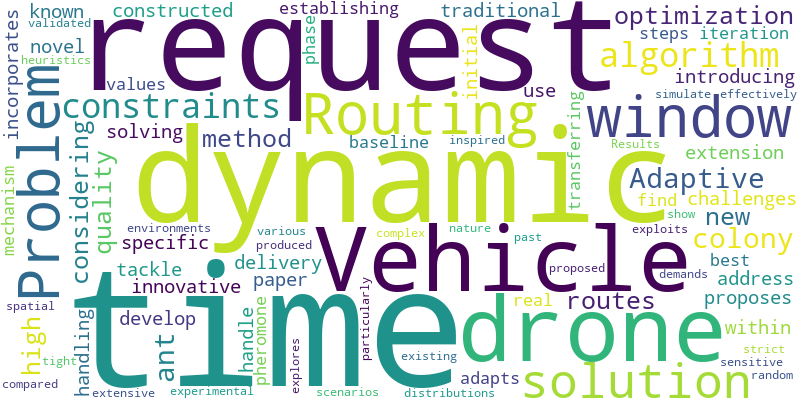 known
validated
constructed
establishing
traditional
request
phase
initial
optimization
steps
iteration
novel
heuristics
incorporates
algorithm
introducing
Problem
values
use
simulate
effectively
constraints
Routing
window
solving
method
baseline
inspired
transferring
Results
extension
considering
quality
dynamic
Adaptive
mechanism
find
challenges
show
new
environments
various
complex
nature
past
exploits
colony
specific
produced
Vehicle
delivery
tackle
paper
innovative
time
proposed
demands
best
address
spatial
high
handling
develop
ant
handle
pheromone
explores
particularly
drone
real
routes
proposes
within
tight
existing
strict
sensitive
compared
extensive
experimental
scenarios
adapts
distributions
solution
random